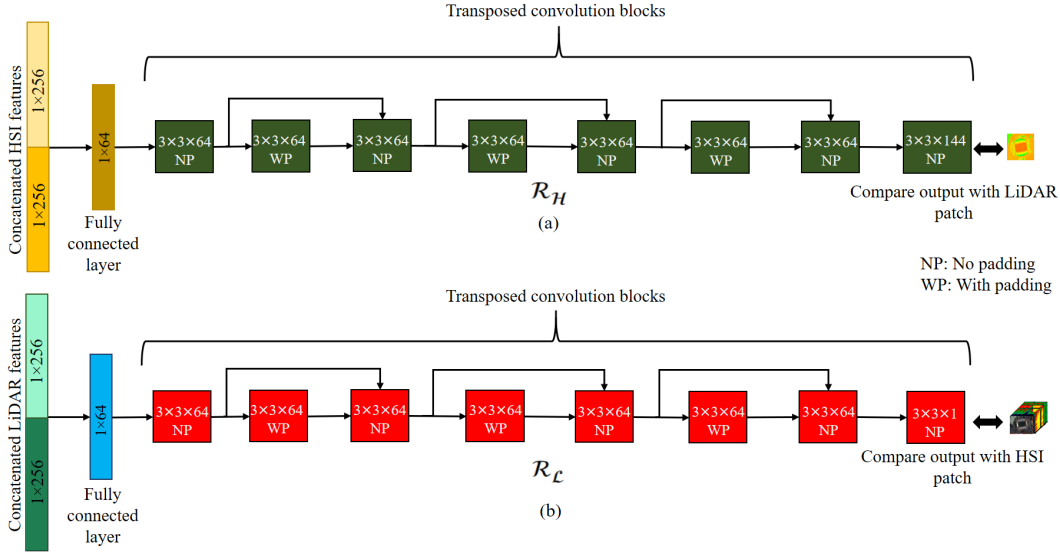 Transposed convolution blocks
Concatenated HSI features
1×256
1×256
1×64
Fully
connected
layer
3×3×64
NP
3×3×64
WP
3×3×64
NP
3×3×64
WP
3×3×64
NP
3×3×64
WP
3×3×64
NP
3×3×144
NP
Compare output with LiDAR
patch
ℛ_ℋ
(a)
NP: No padding
WP: With padding
Transposed convolution blocks
Concatenated LiDAR features
1×256
1×256
1×64
Fully
connected
layer
3×3×64
NP
3×3×64
WP
3×3×64
NP
3×3×64
WP
3×3×64
NP
3×3×64
WP
3×3×64
NP
3×3×1
NP
Compare output with HSI
patch
ℛ_ℒ
(b)